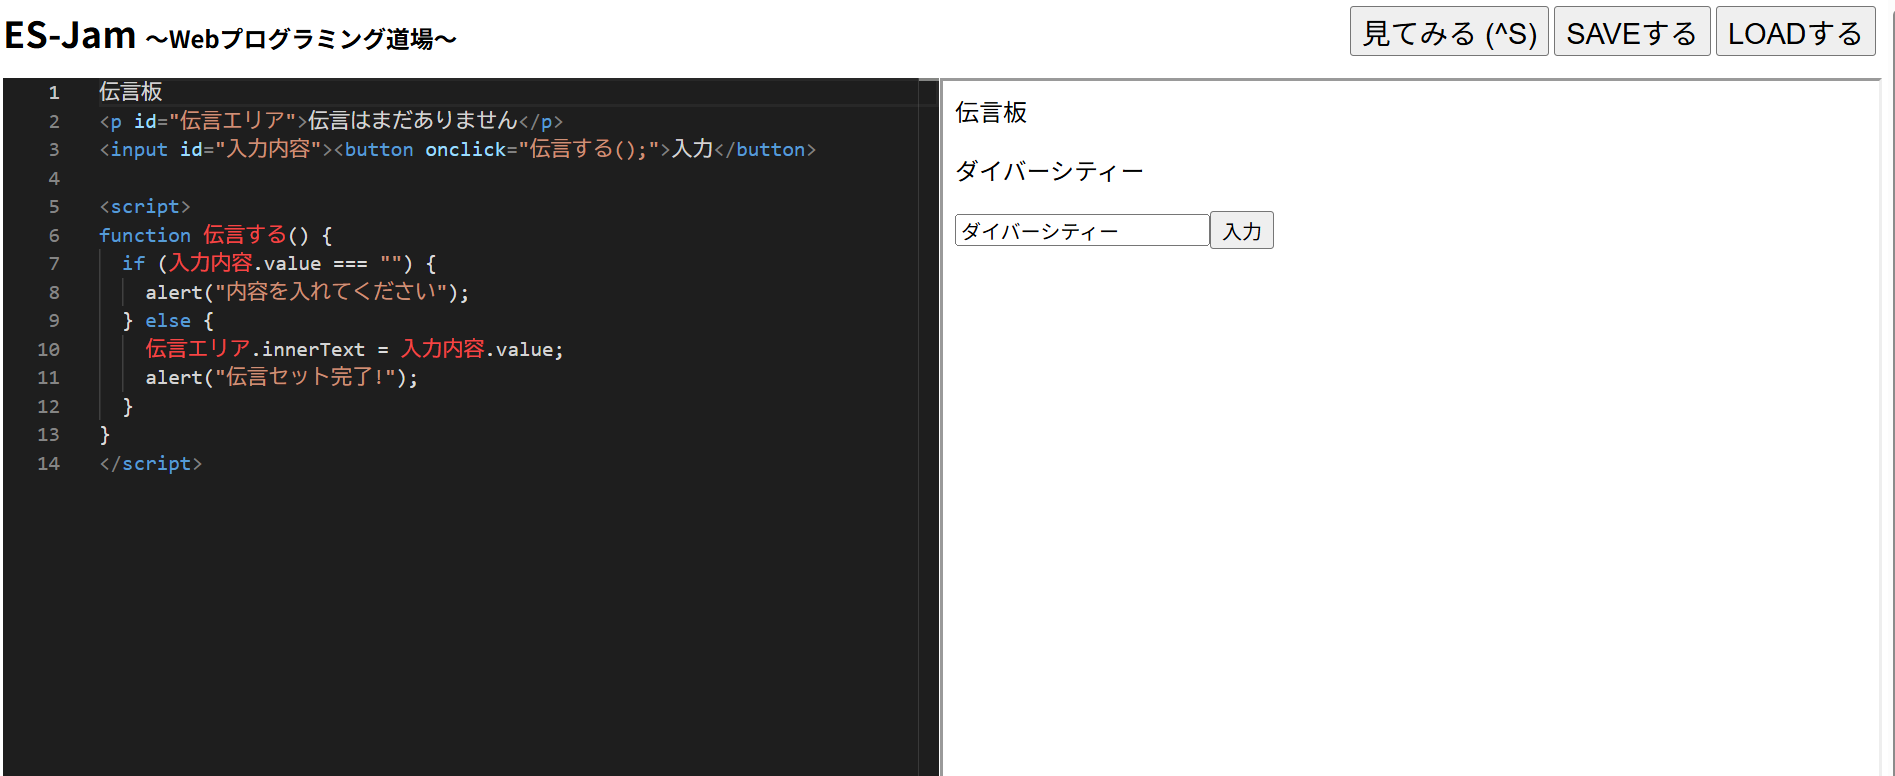 ES-Jam ～Webプログラミング道場～
見てみる (^S) SAVEする LOADする
1 伝言板
2 <p id="伝言エリア">伝言はまだありません</p>
3 <input id="入力内容"><button onclick="伝言する();">入力</button>
4
5 <script>
6 function 伝言する() {
7   if (入力内容.value === "") {
8     alert("内容を入れてください");
9   } else {
10     伝言エリア.innerText = 入力内容.value;
11     alert("伝言セット完了!");
12   }
13 }
14 </script>
伝言板
ダイバーシティー
ダイバーシティー 入力